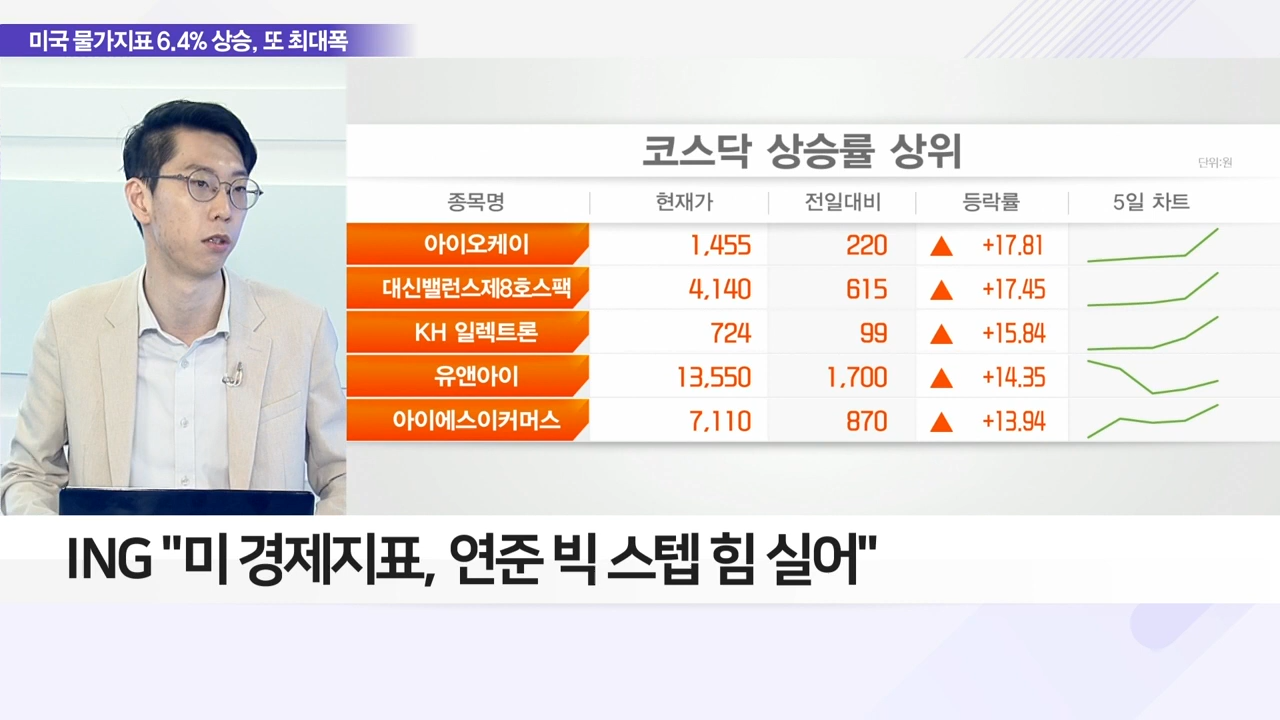 미국 물가지표 6.4% 상승, 또 최대폭
코스닥 상승률 상위
단위:원
종목명 현재가 전일대비 등락률 5일 차트
아이오케이 1,455 220 ▲ +17.81
대신밸런스제8호스팩 4,140 615 ▲ +17.45
KH 일렉트론 724 99 ▲ +15.84
유앤아이 13,550 1,700 ▲ +14.35
아이에스이커머스 7,110 870 ▲ +13.94
ING "미 경제지표, 연준 빅 스텝 힘 실어"